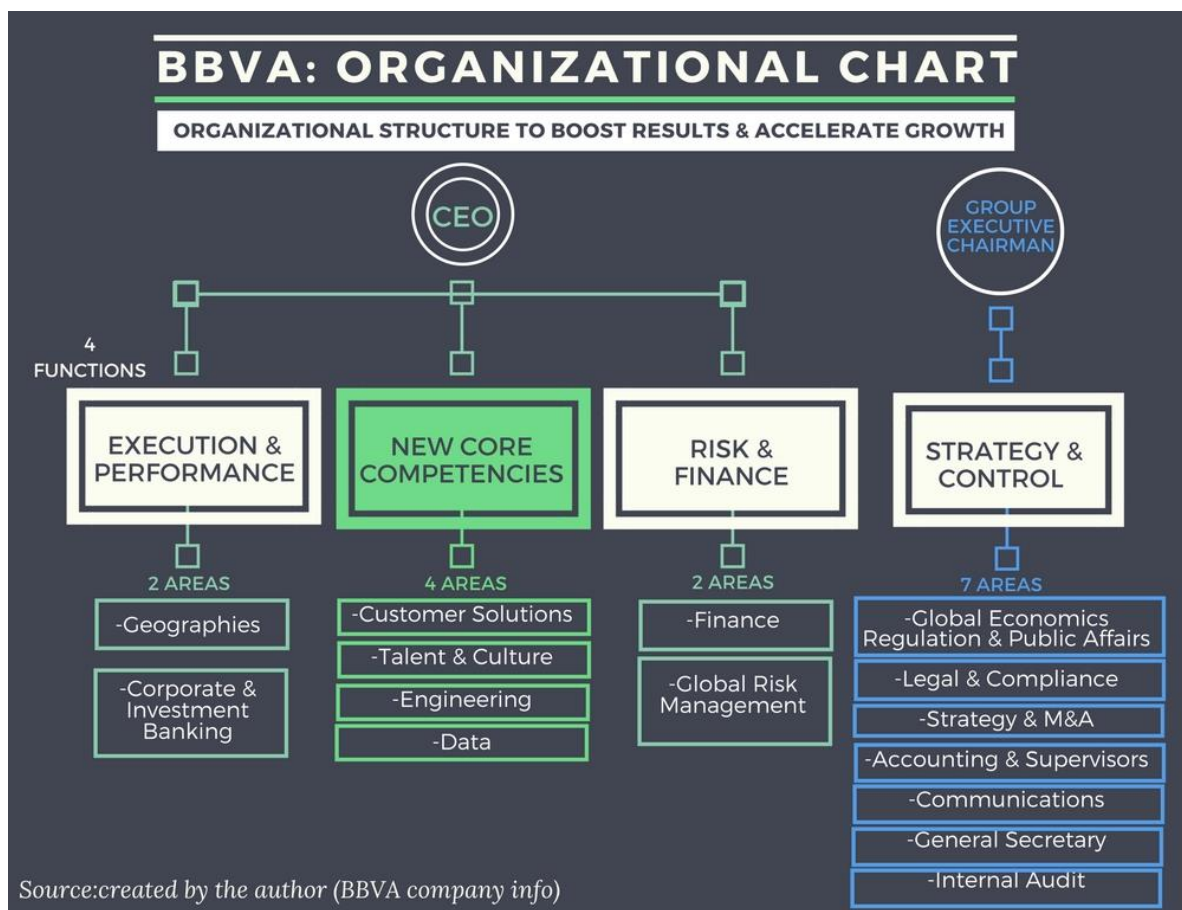 BBVA: ORGANIZATIONAL CHART
ORGANIZATIONAL STRUCTURE TO BOOST RESULTS & ACCELERATE GROWTH
CEO
GROUP
EXECUTIVE
CHAIRMAN
4
FUNCTIONS
EXECUTION &
PERFORMANCE
2 AREAS
-Geographies
-Corporate &
Investment
Banking
NEW CORE
COMPETENCIES
4 AREAS
-Customer Solutions
-Talent & Culture
-Engineering
-Data
RISK &
FINANCE
2 AREAS
-Finance
-Global Risk
Management
STRATEGY &
CONTROL
7 AREAS
-Global Economics
Regulation & Public Affairs
-Legal & Compliance
-Strategy & M&A
-Accounting & Supervisors
-Communications
-General Secretary
-Internal Audit
Source:created by the author (BBVA company info)